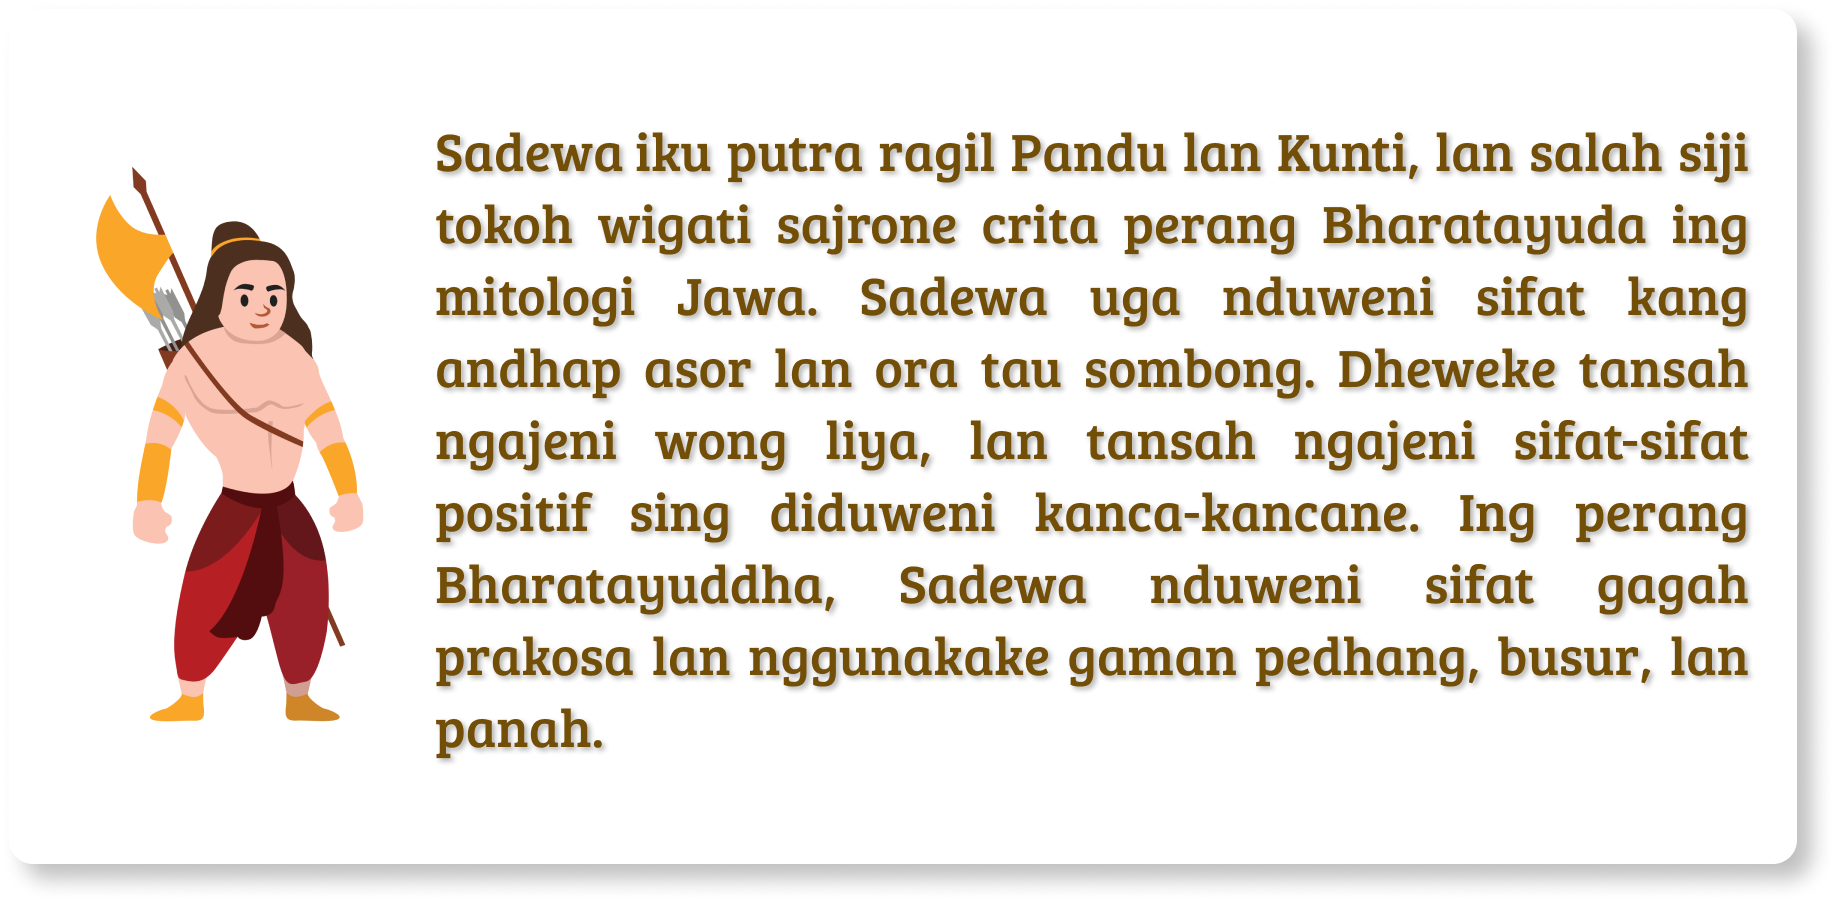 Sadewa iku putra ragil Pandu lan Kunti, lan salah siji
tokoh wigati sajrone crita perang Bharatayuda ing
mitologi Jawa. Sadewa uga nduweni sifat kang
andhap asor lan ora tau sombong. Dheweke tansah
ngajeni wong liya, lan tansah ngajeni sifat-sifat
positif sing diduweni kanca-kancane. Ing perang
Bharatayuddha, Sadewa nduweni sifat gagah
prakosa lan nggunakake gaman pedhang, busur, lan
panah.